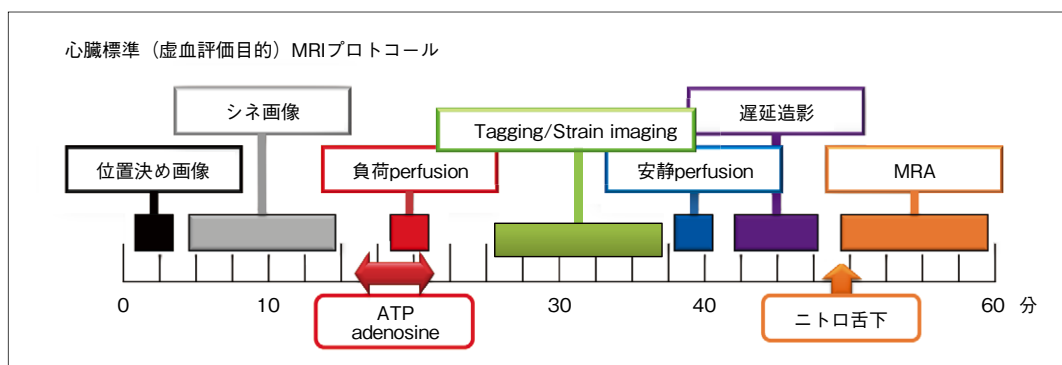 心臓標準（虚血評価目的）MRIプロトコール
シネ画像
遅延造影
Tagging/Strain imaging
位置決め画像
負荷perfusion
安静perfusion
MRA
0
10
30
40
60
分
ATP
adenosine
ニトロ舌下